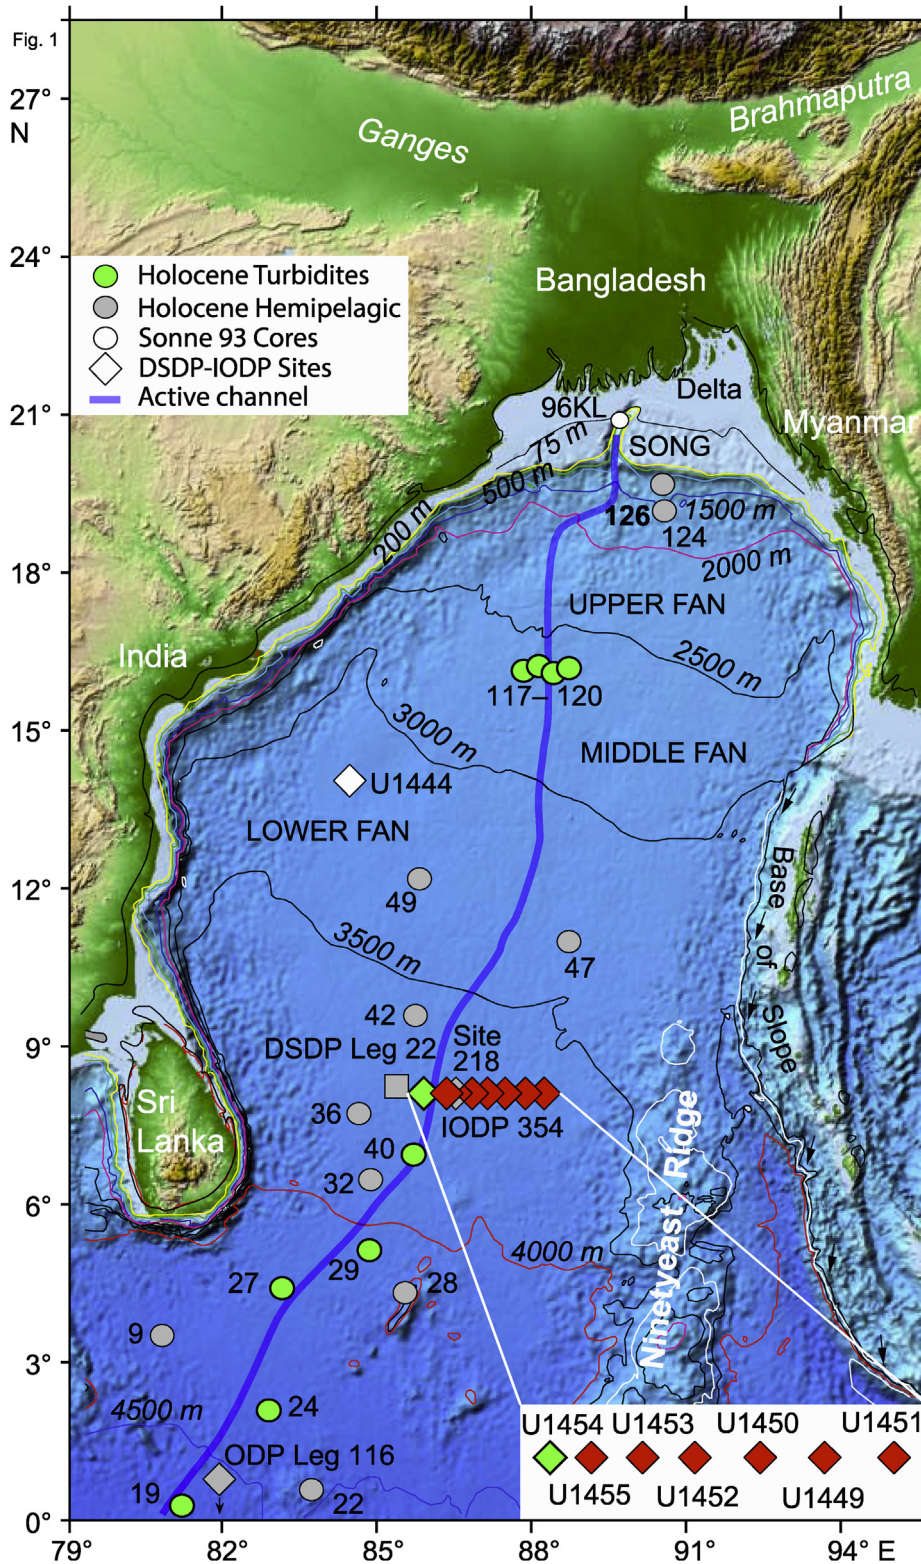 Fig. 1
27°
N
Brahmaputra
Ganges
24°
Bangladesh
Holocene Turbidites
Holocene Hemipelagic
Sonne 93 Cores
DSDP-IODP Sites
Active channel
21°
96KL
Delta
Myanmar
75 m
SONG
500 m
200 m
126
1500 m
124
2000 m
18°
UPPER FAN
India
2500 m
117– 120
15°
3000 m
MIDDLE FAN
U1444
LOWER FAN
Base of Slope
12°
49
3500 m
47
42
Site
218
9°
DSDP Leg 22
Sri
Lanka
36
IODP 354
40
32
6°
Ninetyeast Ridge
4000 m
29
27
28
9
3°
4500 m
24
ODP Leg 116
19
22
U1454
U1453
U1450
U1451
U1455
U1452
U1449
0°
79°
82°
85°
88°
91°
94° E